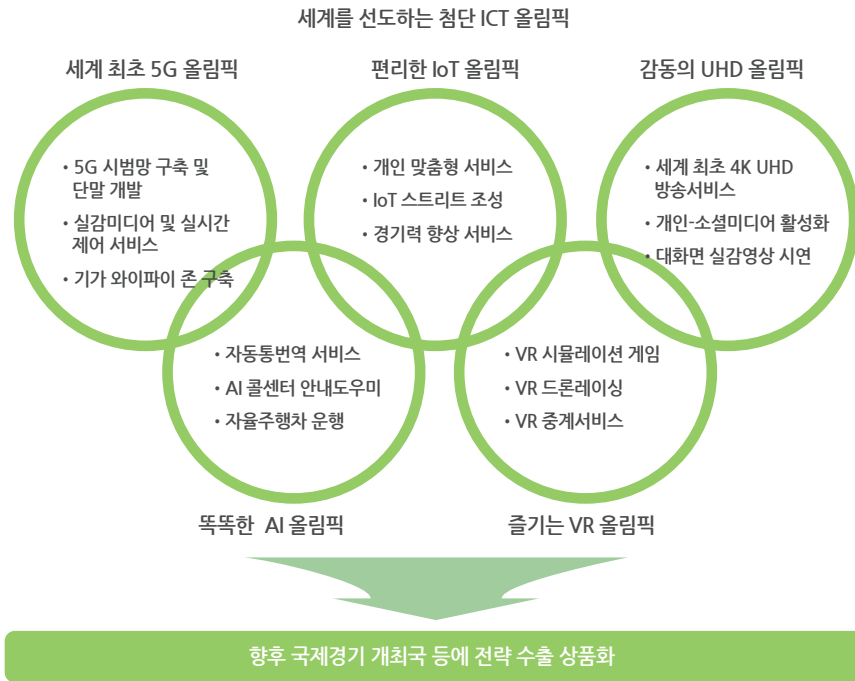 세계를 선도하는 첨단 ICT 올림픽
세계 최초 5G 올림픽
편리한 IoT 올림픽
감동의 UHD 올림픽
• 5G 시범망 구축 및
단말 개발
• 실감미디어 및 실시간
제어 서비스
• 기가 와이파이 존 구축
• 개인 맞춤형 서비스
• IoT 스트리트 조성
• 경기력 향상 서비스
• 세계 최초 4K UHD
방송서비스
• 개인-소셜미디어 활성화
• 대화면 실감영상 시연
• 자동통번역 서비스
• AI 콜센터 안내도우미
• 자율주행차 운행
• VR 시뮬레이션 게임
• VR 드론레이싱
• VR 중계서비스
똑똑한 AI 올림픽
즐기는 VR 올림픽
향후 국제경기 개최국 등에 전략 수출 상품화